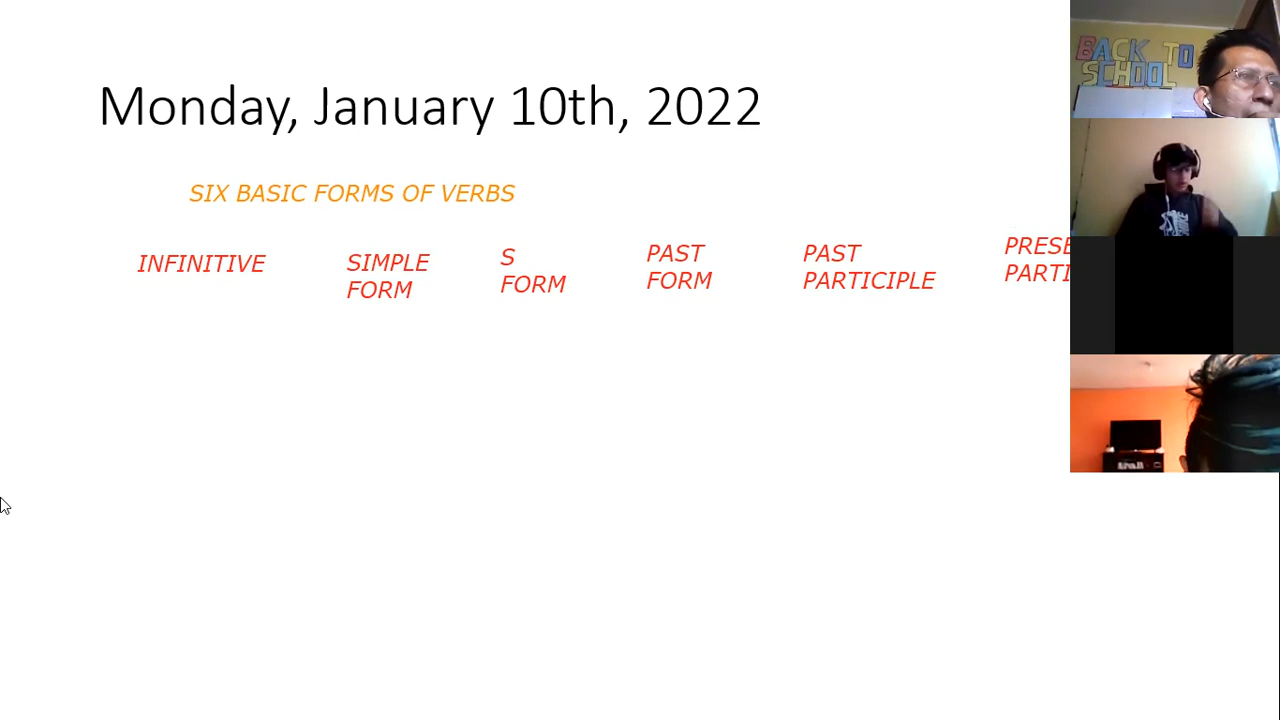 Monday, January 10th, 2022
SIX BASIC FORMS OF VERBS
INFINITIVE
SIMPLE
FORM
S
FORM
PAST
FORM
PAST
PARTICIPLE
BACK TO
SCHOOL